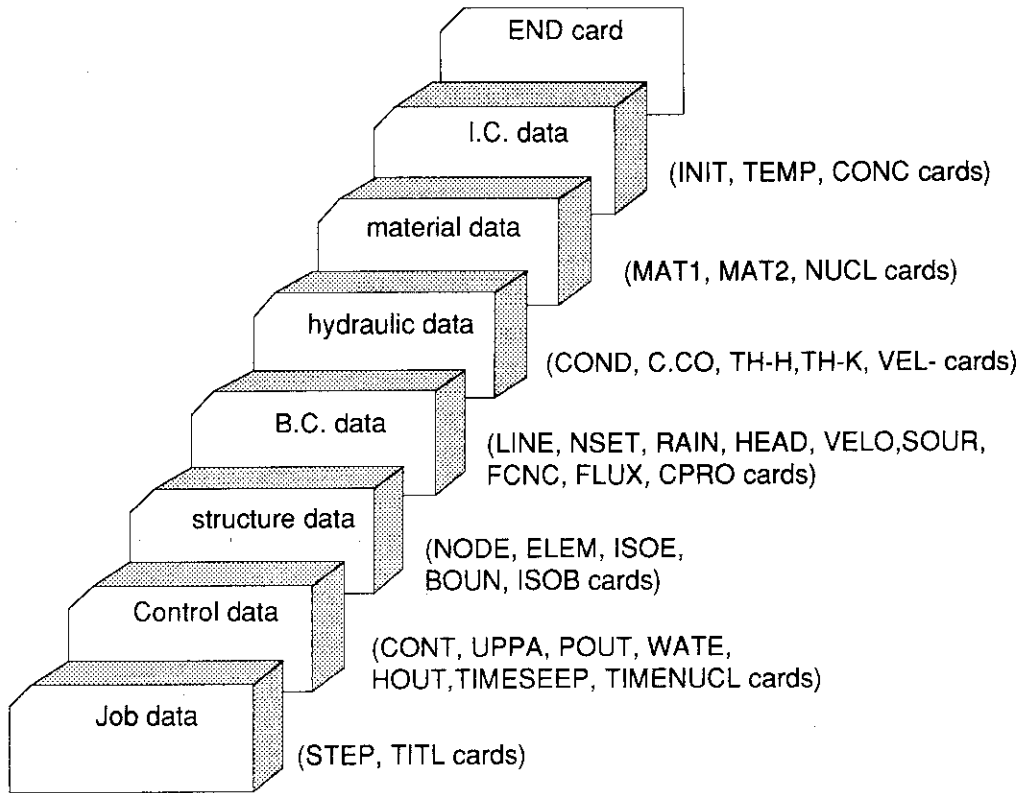 END card
I.C. data
(INIT, TEMP, CONC cards)
material data
(MAT1, MAT2, NUCL cards)
hydraulic data
(COND, C.CO, TH-H,TH-K, VEL- cards)
B.C. data
(LINE, NSET, RAIN, HEAD, VELO,SOUR,
FCNC, FLUX, CPRO cards)
structure data
(NODE, ELEM, ISOE,
BOUN, ISOB cards)
Control data
(CONT, UPPA, POUT, WATE,
HOUT,TIMESEEP, TIMENUCL cards)
Job data
(STEP, TITL cards)